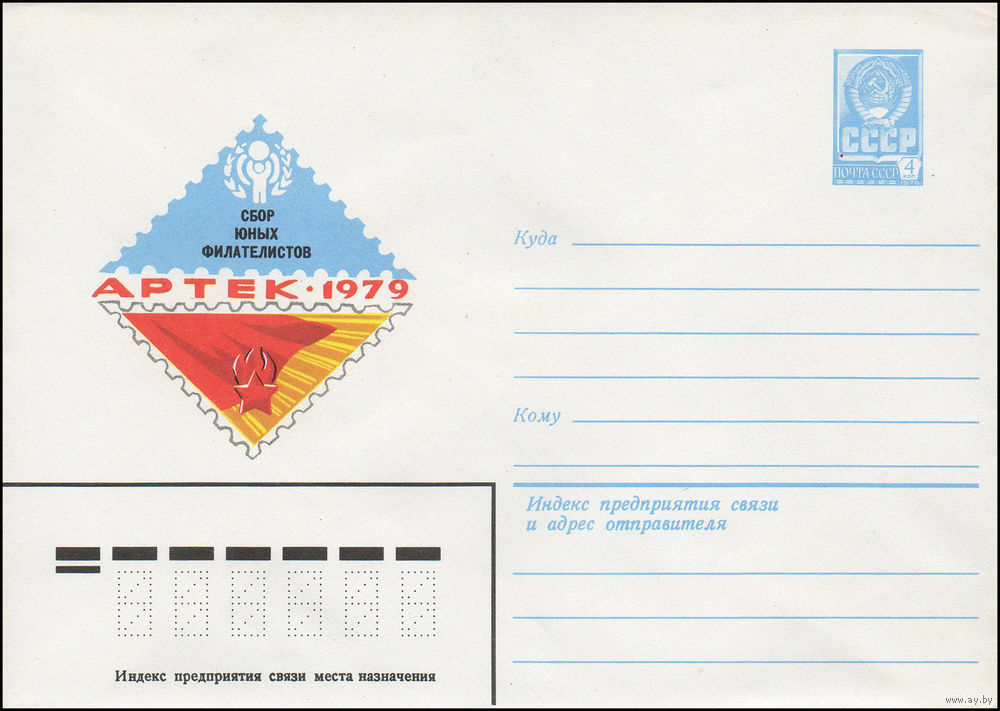 СБОР
ЮНЫХ
ФИЛАТЕЛИСТОВ
АРТЕК · 1979
СССР
ПОЧТА СССР
4
КОП
1976
Куда
Кому
Индекс предприятия связи
и адрес отправителя
Индекс предприятия связи места назначения
www.ay.by